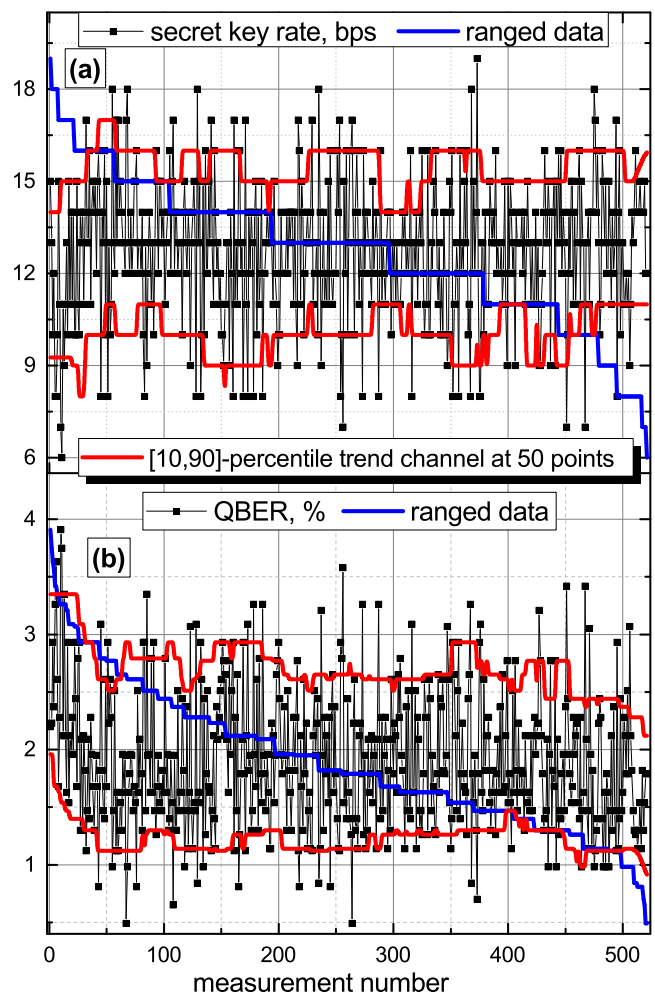 secret key rate, bps ranged data
(a)
18
15
12
9
6
[10,90]-percentile trend channel at 50 points
QBER, % ranged data
(b)
4
3
2
1
0 100 200 300 400 500
measurement number